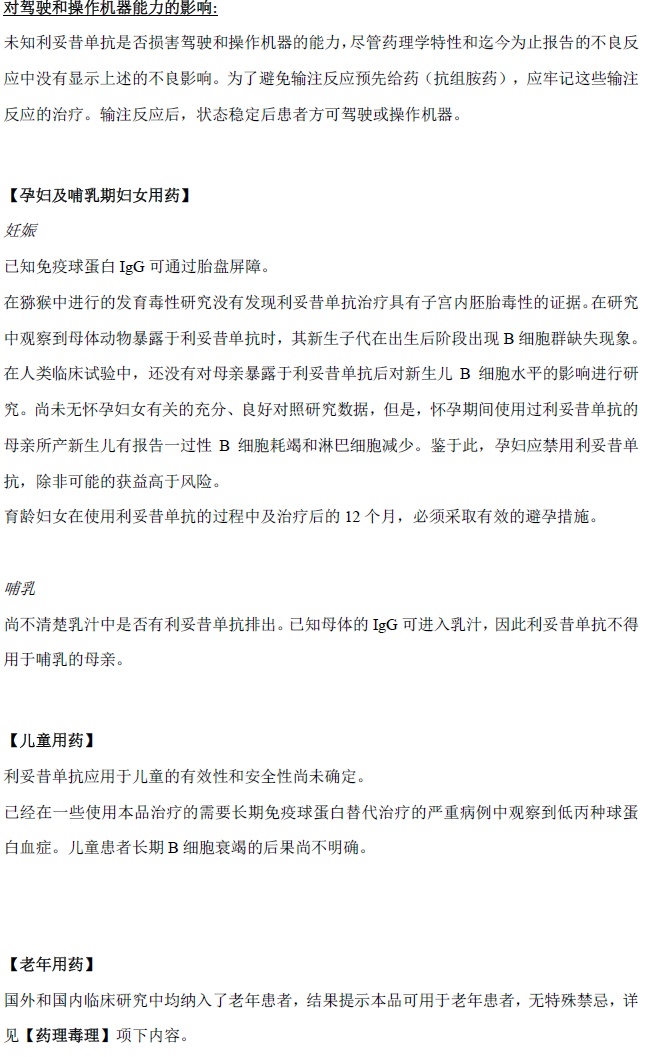 对驾驶和操作机器能力的影响:
未知利妥昔单抗是否损害驾驶和操作机器的能力，尽管药理学特性和迄今为止报告的不良反
应中没有显示上述的不良影响。为了避免输注反应预先给药（抗组胺药），应牢记这些输注
反应的治疗。输注反应后，状态稳定后患者方可驾驶或操作机器。
【孕妇及哺乳期妇女用药】
妊娠
已知免疫球蛋白 IgG 可通过胎盘屏障。
在猕猴中进行的发育毒性研究没有发现利妥昔单抗治疗具有子宫内胚胎毒性的证据。在研究
中观察到母体动物暴露于利妥昔单抗时，其新生子代在出生后阶段出现 B 细胞群缺失现象。
在人类临床试验中，还没有对母亲暴露于利妥昔单抗后对新生儿 B 细胞水平的影响进行研
究。尚未无怀孕妇女有关的充分、良好对照研究数据，但是，怀孕期间使用过利妥昔单抗的
母亲所产新生儿有报告一过性 B 细胞耗竭和淋巴细胞减少。鉴于此，孕妇应禁用利妥昔单
抗，除非可能的获益高于风险。
育龄妇女在使用利妥昔单抗的过程中及治疗后的 12 个月，必须采取有效的避孕措施。
哺乳
尚不清楚乳汁中是否有利妥昔单抗排出。已知母体的 IgG 可进入乳汁，因此利妥昔单抗不得
用于哺乳的母亲。
【儿童用药】
利妥昔单抗应用于儿童的有效性和安全性尚未确定。
已经在一些使用本品治疗的需要长期免疫球蛋白替代治疗的严重病例中观察到低丙种球蛋
白血症。儿童患者长期 B 细胞衰竭的后果尚不明确。
【老年用药】
国外和国内临床研究中均纳入了老年患者，结果提示本品可用于老年患者，无特殊禁忌，详
见【药理毒理】项下内容。